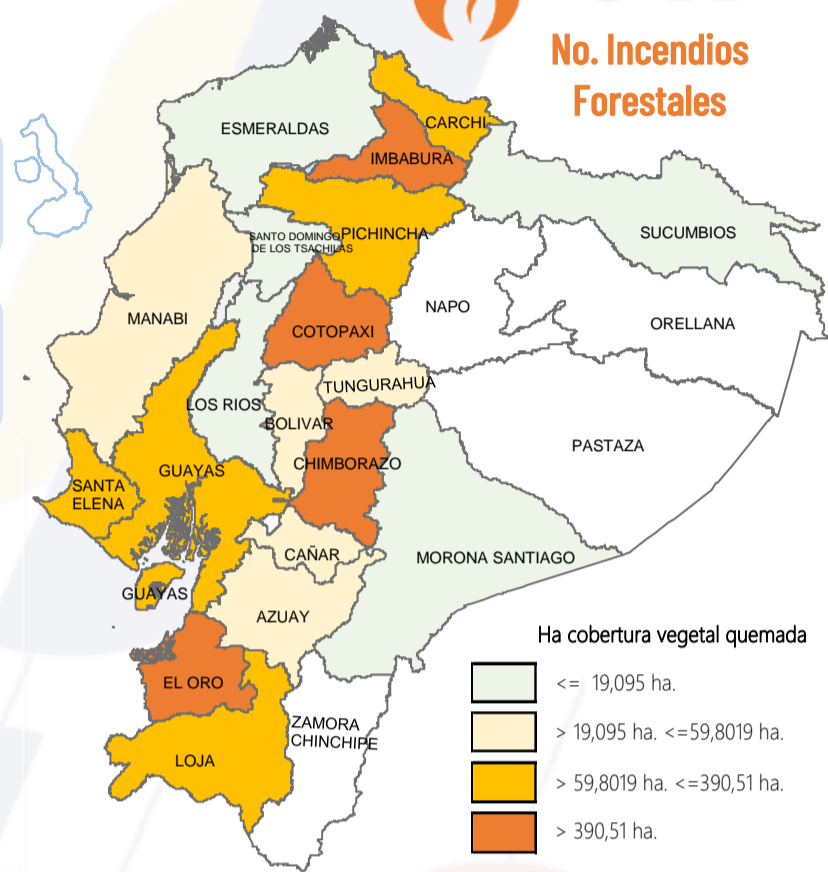 No. Incendios
Forestales
ESMERALDAS
CARCHI
IMBABURA
SANTO DOMINGO
DE LOS TSACHILAS
PICHINCHA
SUCUMBIOS
NAPO
ORELLANA
MANABI
COTOPAXI
TUNGURAHUA
LOS RIOS
BOLIVAR
PASTAZA
CHIMBORAZO
GUAYAS
SANTA
ELENA
CAÑAR
MORONA SANTIAGO
GUAYAS
AZUAY
EL ORO
ZAMORA
CHINCHIPE
LOJA
Ha cobertura vegetal quemada
<= 19,095 ha.
> 19,095 ha. <=59,8019 ha.
> 59,8019 ha. <=390,51 ha.
> 390,51 ha.